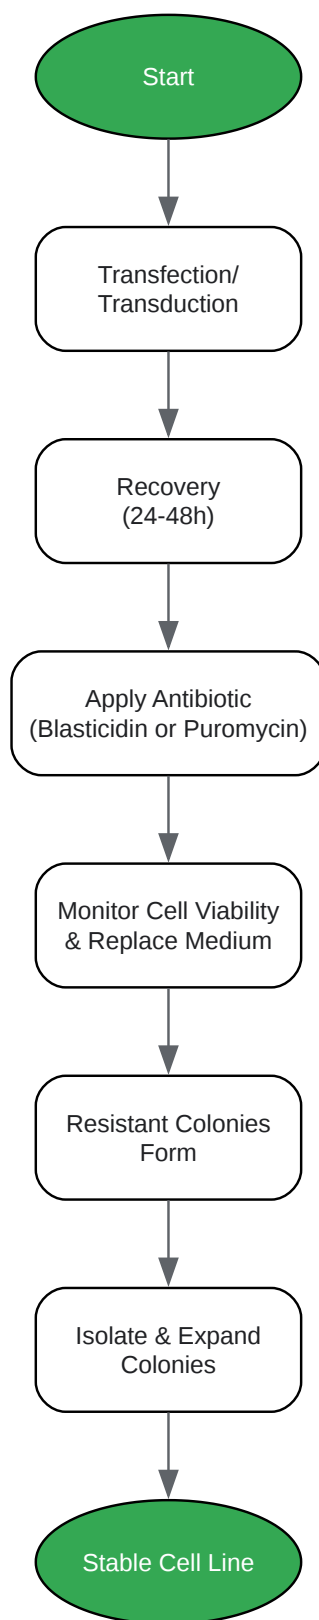 Start
Transfection/
Transduction
Recovery
(24-48h)
Apply Antibiotic
(Blasticidin or Puromycin)
Monitor Cell Viability
& Replace Medium
Resistant Colonies
Form
Isolate & Expand
Colonies
Stable Cell Line